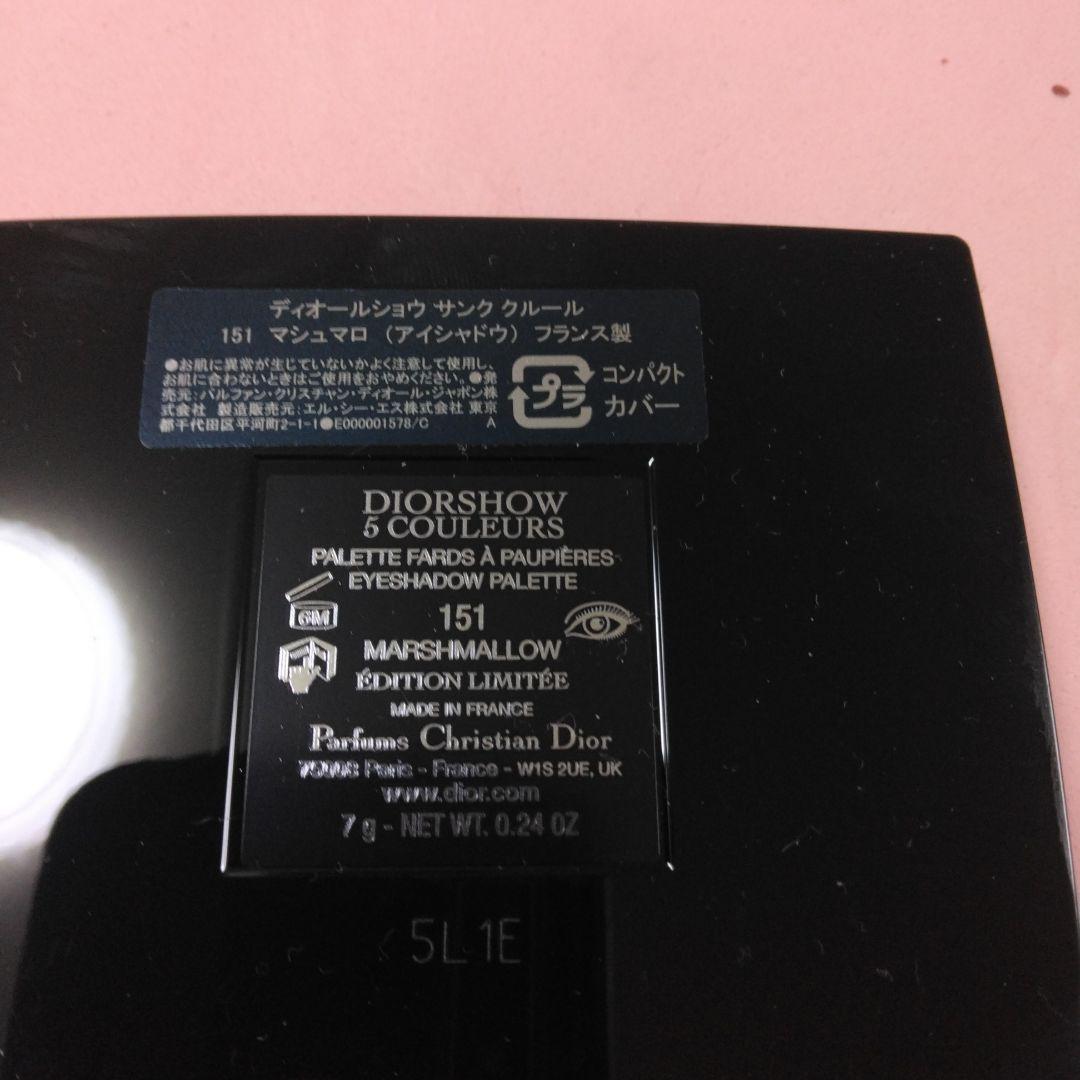 ディオールショウ サンク クルール
151 マシュマロ （アイシャドウ） フランス製
●お肌に異常が生じていないかよく注意して使用し、
お肌に合わないときはご使用をおやめください。●発
売元：パルファン・クリスチャン・ディオール・ジャポン株
式会社 製造販売元：エル・シー・エス株式会社 東京
都千代田区平河町2-1-1●E000001578/C A
プラ
コンパクト
カバー
DIORSHOW
5 COULEURS
PALETTE FARDS À PAUPIÈRES
EYESHADOW PALETTE
6M
151
MARSHMALLOW
ÉDITION LIMITÉE
MADE IN FRANCE
Parfums Christian Dior
75008 Paris - France - W1S 2UE, UK
www.dior.com
7 g - NET WT. 0.24 OZ
5L1E